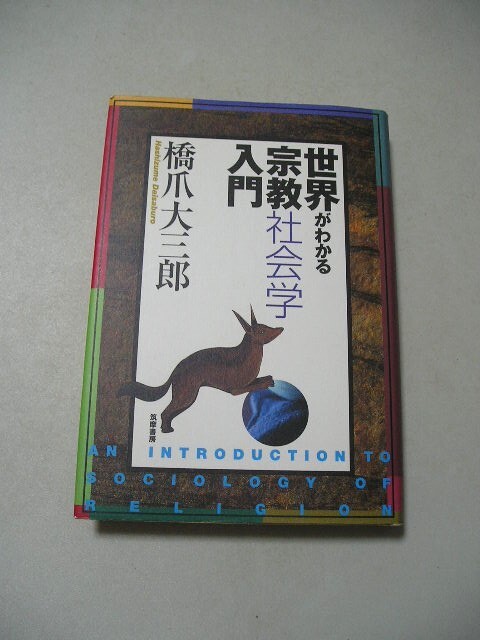 世界がわかる
宗教社会学
入門
橋爪大三郎
Hashizume Daisaburo
筑摩書房
AN INTRODUCTION TO
SOCIOLOGY OF
RELIGION